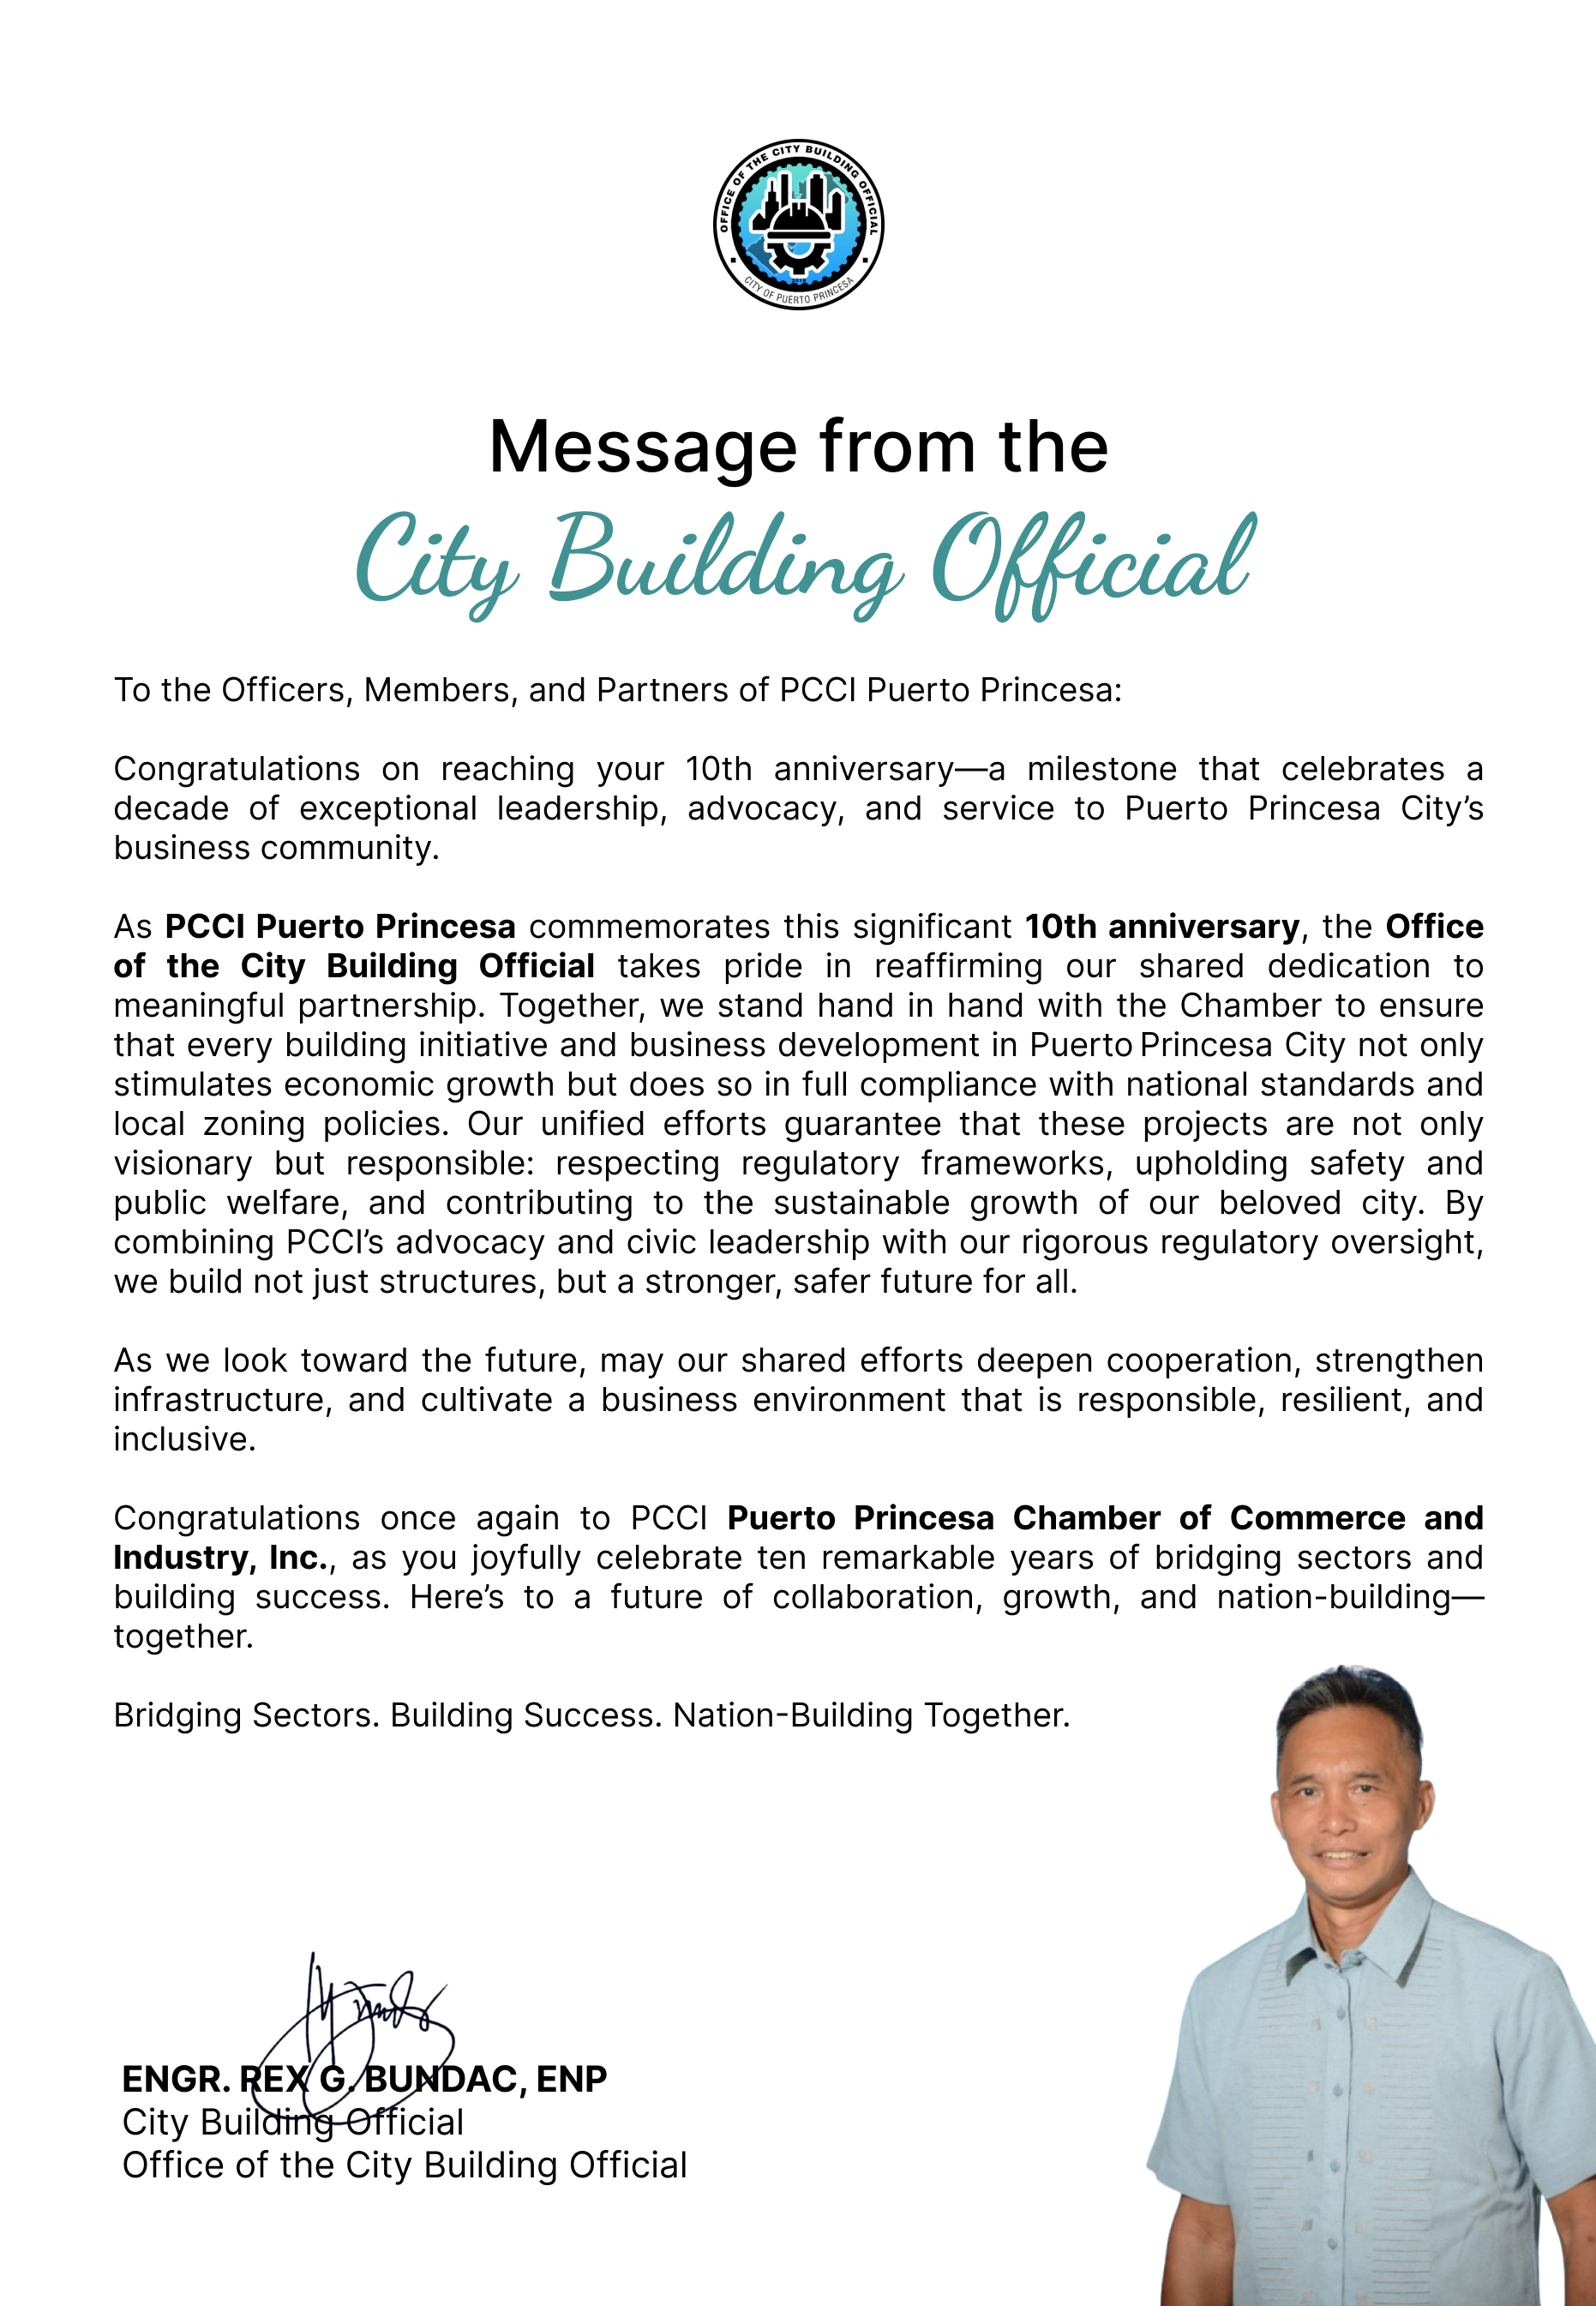 OFFICE OF THE CITY BUILDING OFFICIAL
CITY OF PUERTO PRINCESA
Message from the
City Building Official
To the Officers, Members, and Partners of PCCI Puerto Princesa:
Congratulations on reaching your 10th anniversary—a milestone that celebrates a
decade of exceptional leadership, advocacy, and service to Puerto Princesa City’s
business community.
As PCCI Puerto Princesa commemorates this significant 10th anniversary, the Office
of the City Building Official takes pride in reaffirming our shared dedication to
meaningful partnership. Together, we stand hand in hand with the Chamber to ensure
that every building initiative and business development in Puerto Princesa City not only
stimulates economic growth but does so in full compliance with national standards and
local zoning policies. Our unified efforts guarantee that these projects are not only
visionary but responsible: respecting regulatory frameworks, upholding safety and
public welfare, and contributing to the sustainable growth of our beloved city. By
combining PCCI’s advocacy and civic leadership with our rigorous regulatory oversight,
we build not just structures, but a stronger, safer future for all.
As we look toward the future, may our shared efforts deepen cooperation, strengthen
infrastructure, and cultivate a business environment that is responsible, resilient, and
inclusive.
Congratulations once again to PCCI Puerto Princesa Chamber of Commerce and
Industry, Inc., as you joyfully celebrate ten remarkable years of bridging sectors and
building success. Here’s to a future of collaboration, growth, and nation-building—
together.
Bridging Sectors. Building Success. Nation-Building Together.
ENGR. REX G. BUNDAC, ENP
City Building Official
Office of the City Building Official